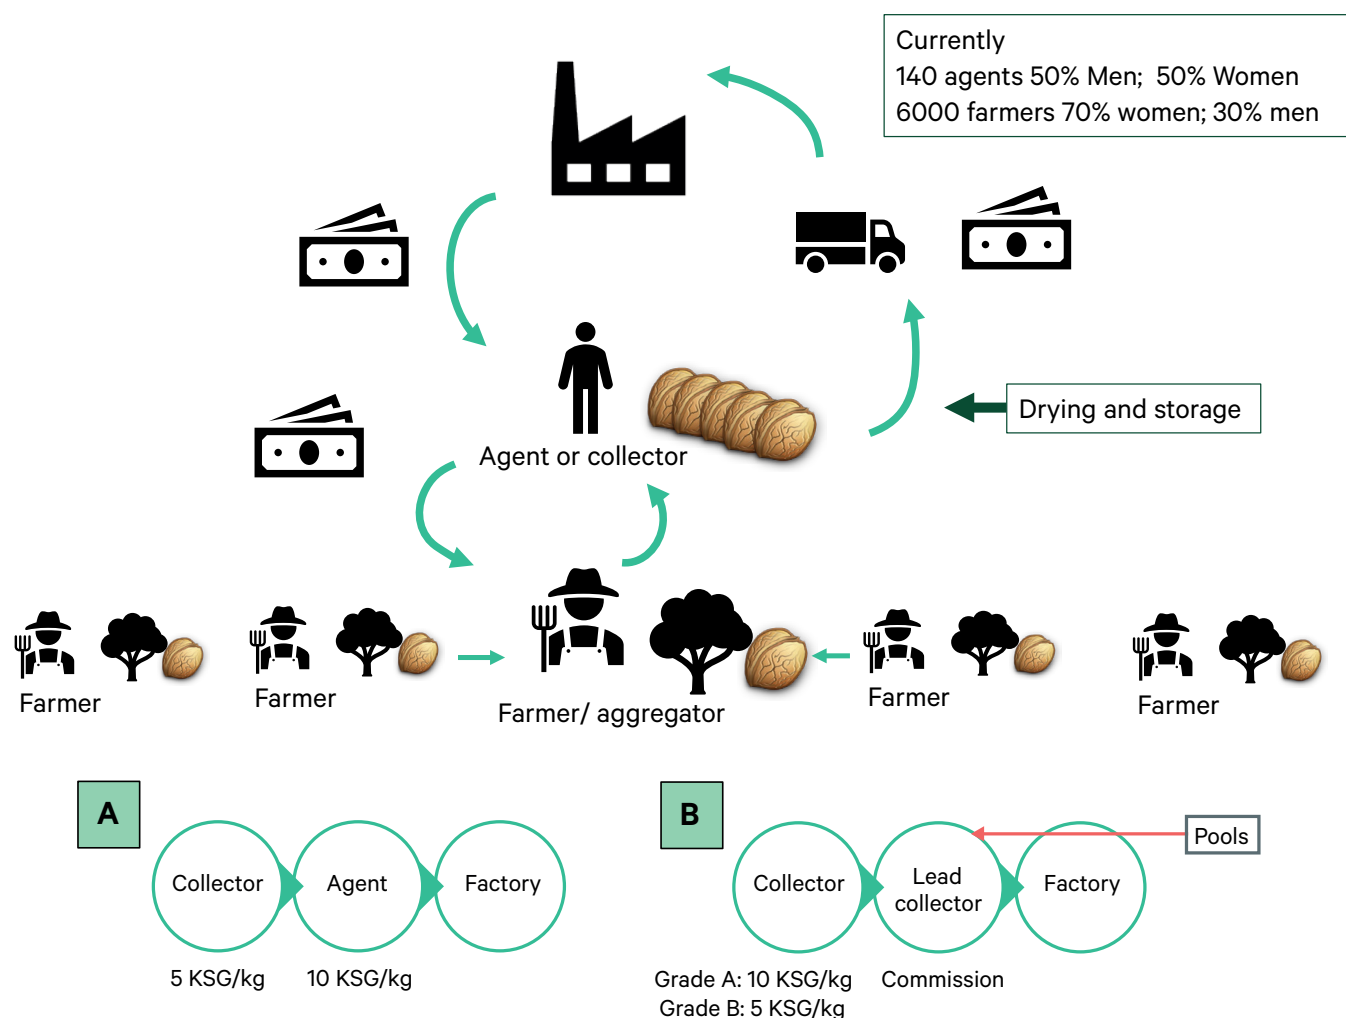 Currently
140 agents 50% Men; 50% Women
6000 farmers 70% women; 30% men
Drying and storage
Agent or collector
Farmer
Farmer
Farmer/ aggregator
Farmer
Farmer
A
Collector
Agent
Factory
5 KSG/kg
10 KSG/kg
B
Pools
Collector
Lead
collector
Factory
Grade A: 10 KSG/kg
Grade B: 5 KSG/kg
Commission